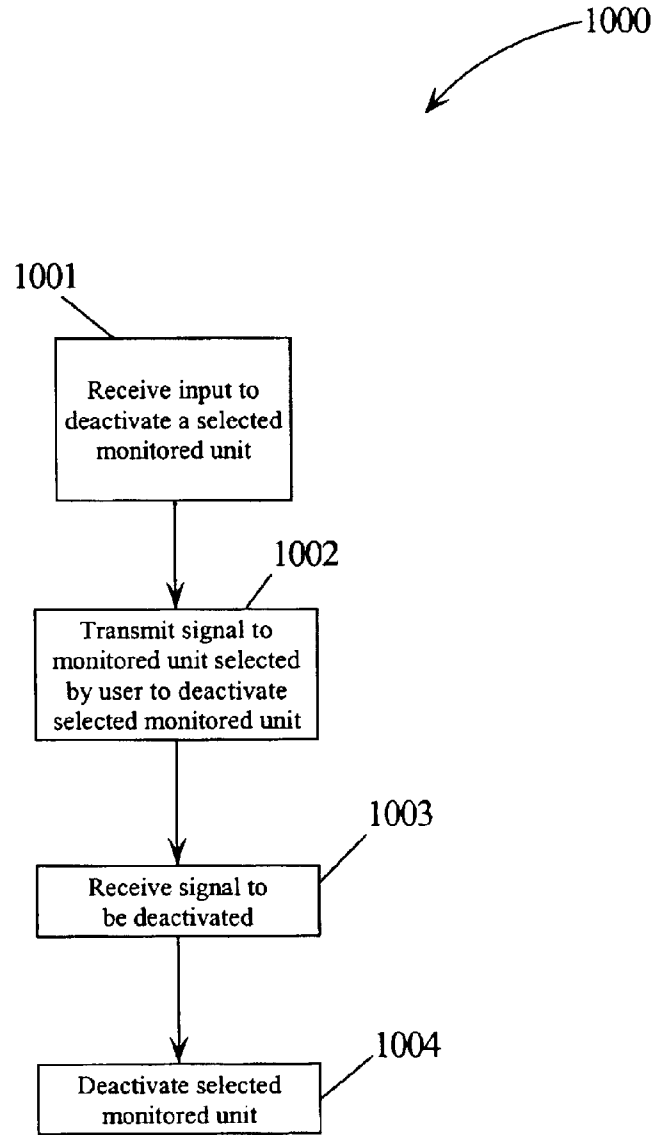 1000
1001
Receive input to
deactivate a selected
monitored unit
1002
Transmit signal to
monitored unit selected
by user to deactivate
selected monitored unit
1003
Receive signal to
be deactivated
1004
Deactivate selected
monitored unit